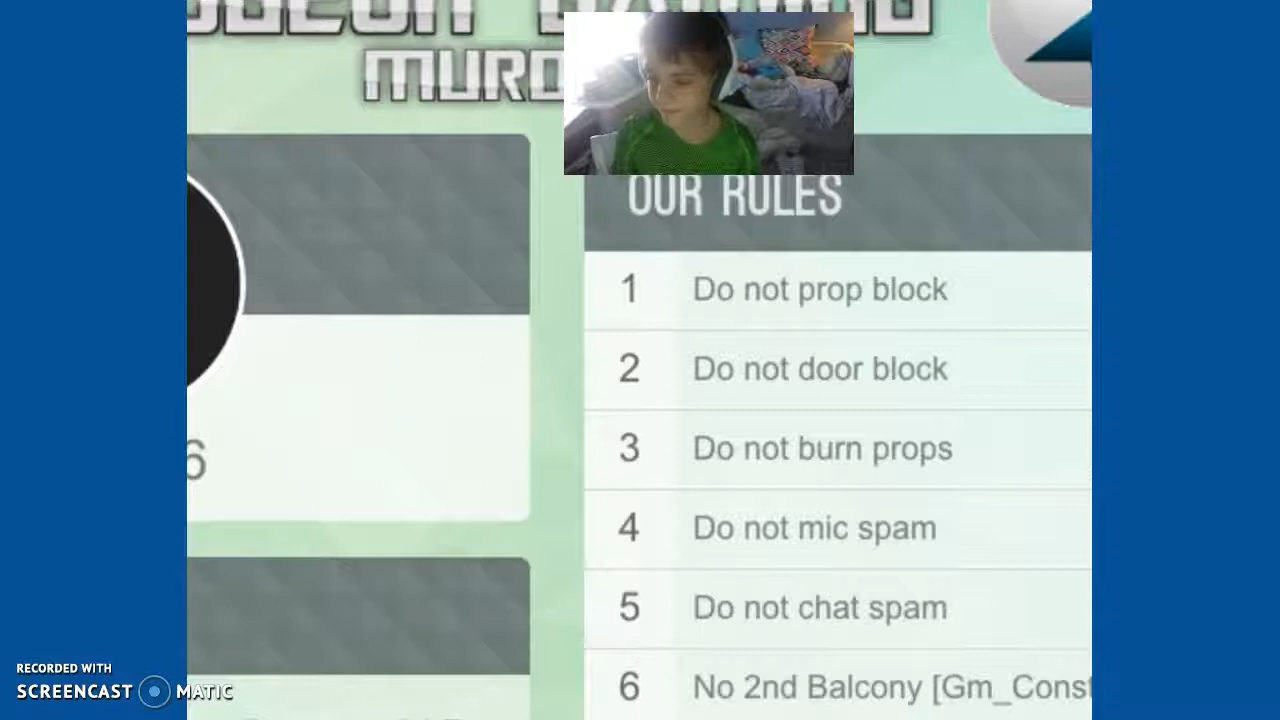 OUR RULES
1 Do not prop block
2 Do not door block
3 Do not burn props
4 Do not mic spam
5 Do not chat spam
6 No 2nd Balcony [Gm_Const
6
RECORDED WITH
SCREENCAST MATIC